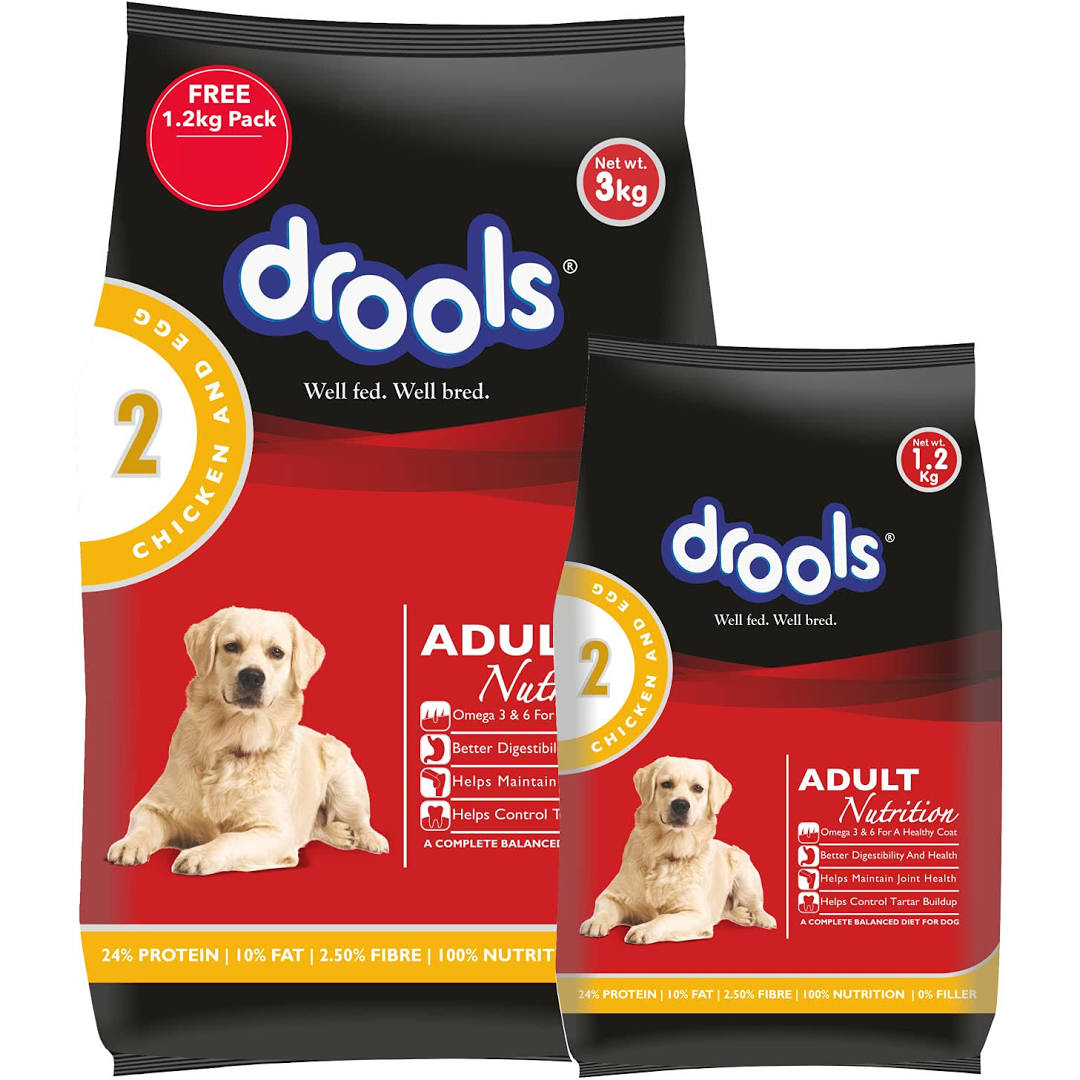 FREE
1.2kg Pack
Net wt.
3kg
drools®
Well fed. Well bred.
2
CHICKEN AND EGG
ADUL
Nutr
Omega 3 & 6 For
Better Digestibil
Helps Maintain
Helps Control T
A COMPLETE BALANCED
24% PROTEIN | 10% FAT | 2.50% FIBRE | 100% NUTRIT
Net wt.
1.2
Kg
drools®
Well fed. Well bred.
2
CHICKEN AND EGG
ADULT
Nutrition
Omega 3 & 6 For A Healthy Coat
Better Digestibility And Health
Helps Maintain Joint Health
Helps Control Tartar Buildup
A COMPLETE BALANCED DIET FOR DOG
24% PROTEIN | 10% FAT | 2.50% FIBRE | 100% NUTRITION | 0% FILLER